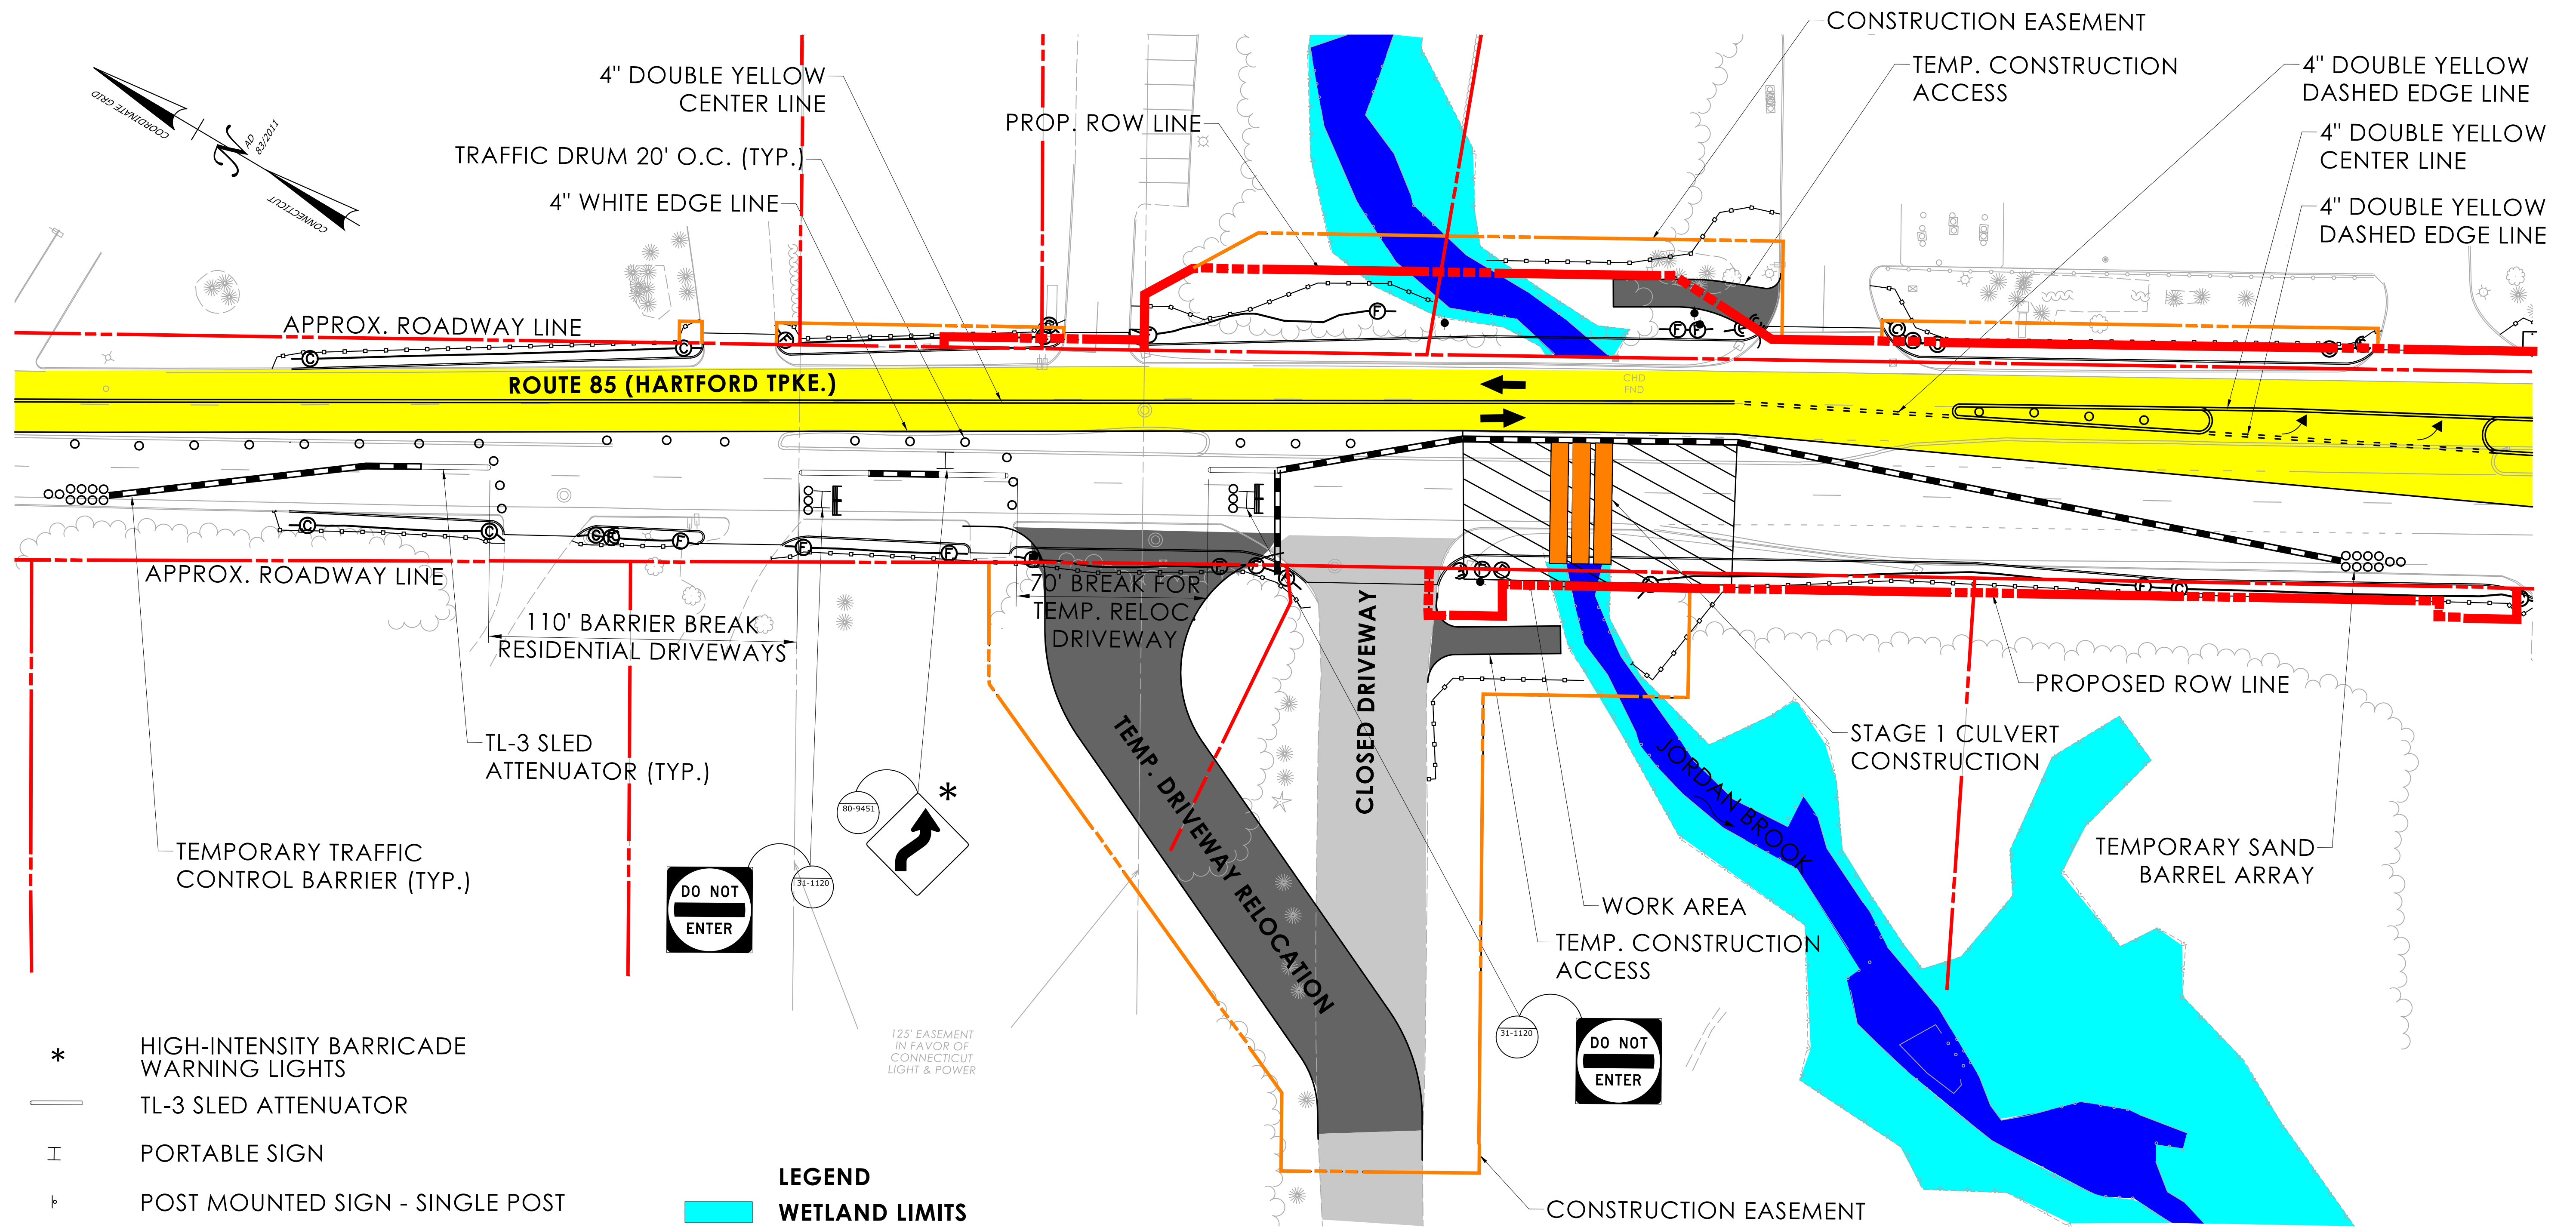 CONSTRUCTION EASEMENT
TEMP. CONSTRUCTION
ACCESS
4" DOUBLE YELLOW
DASHED EDGE LINE
4" DOUBLE YELLOW
CENTER LINE
4" DOUBLE YELLOW
DASHED EDGE LINE
4" DOUBLE YELLOW
CENTER LINE
PROP. ROW LINE
TRAFFIC DRUM 20' O.C. (TYP.)
4" WHITE EDGE LINE
COORDINATE GRID
N
AD
83/2011
CONNECTICUT
APPROX. ROADWAY LINE
ROUTE 85 (HARTFORD TPKE.)
CHD
FND
APPROX. ROADWAY LINE
70' BREAK FOR
TEMP. RELOC.
DRIVEWAY
110' BARRIER BREAK
RESIDENTIAL DRIVEWAYS
CLOSED DRIVEWAY
PROPOSED ROW LINE
STAGE 1 CULVERT
CONSTRUCTION
TL-3 SLED
ATTENUATOR (TYP.)
TEMP. DRIVEWAY RELOCATION
JORDAN BROOK
80-9451
*
TEMPORARY TRAFFIC
CONTROL BARRIER (TYP.)
DO NOT
ENTER
31-1120
TEMPORARY SAND
BARREL ARRAY
WORK AREA
TEMP. CONSTRUCTION
ACCESS
31-1120
DO NOT
ENTER
125' EASEMENT
IN FAVOR OF
CONNECTICUT
LIGHT & POWER
* HIGH-INTENSITY BARRICADE
WARNING LIGHTS
TL-3 SLED ATTENUATOR
PORTABLE SIGN
POST MOUNTED SIGN - SINGLE POST
LEGEND
WETLAND LIMITS
CONSTRUCTION EASEMENT